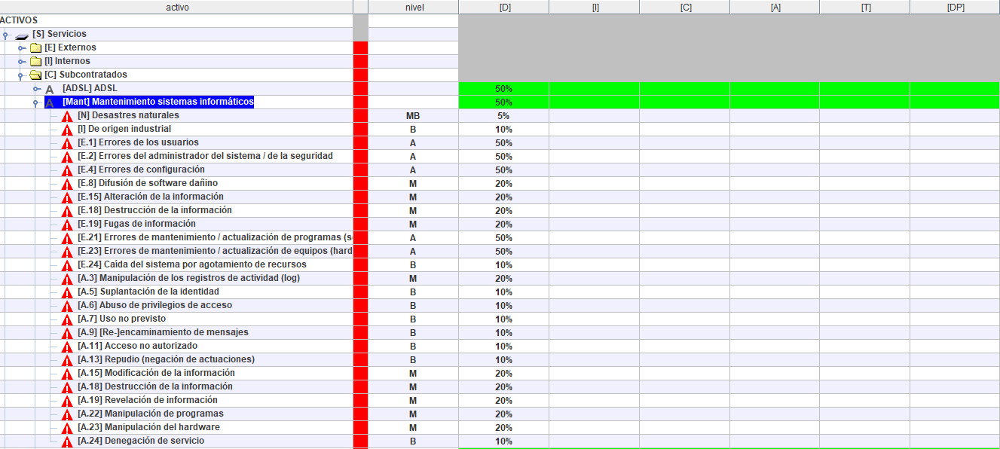 activo nivel [D] [I] [C] [A] [T] [DP]
ACTIVOS
[S] Servicios
[E] Externos
[I] Internos
[C] Subcontratados
A [ADSL] ADSL 50%
A [Mant] Mantenimiento sistemas informáticos 50%
[N] Desastres naturales MB 5%
[I] De origen industrial B 10%
[E.1] Errores de los usuarios A 50%
[E.2] Errores del administrador del sistema / de la seguridad A 50%
[E.4] Errores de configuración A 50%
[E.8] Difusión de software dañino M 20%
[E.15] Alteración de la información M 20%
[E.18] Destrucción de la información M 20%
[E.19] Fugas de información M 20%
[E.21] Errores de mantenimiento / actualización de programas (s A 50%
[E.23] Errores de mantenimiento / actualización de equipos (hard A 50%
[E.24] Caída del sistema por agotamiento de recursos B 10%
[A.3] Manipulación de los registros de actividad (log) M 20%
[A.5] Suplantación de la identidad B 10%
[A.6] Abuso de privilegios de acceso B 10%
[A.7] Uso no previsto B 10%
[A.9] [Re-]encaminamiento de mensajes B 10%
[A.11] Acceso no autorizado B 10%
[A.13] Repudio (negación de actuaciones) B 10%
[A.15] Modificación de la información M 20%
[A.18] Destrucción de la información M 20%
[A.19] Revelación de información M 20%
[A.22] Manipulación de programas M 20%
[A.23] Manipulación del hardware M 20%
[A.24] Denegación de servicio B 10%